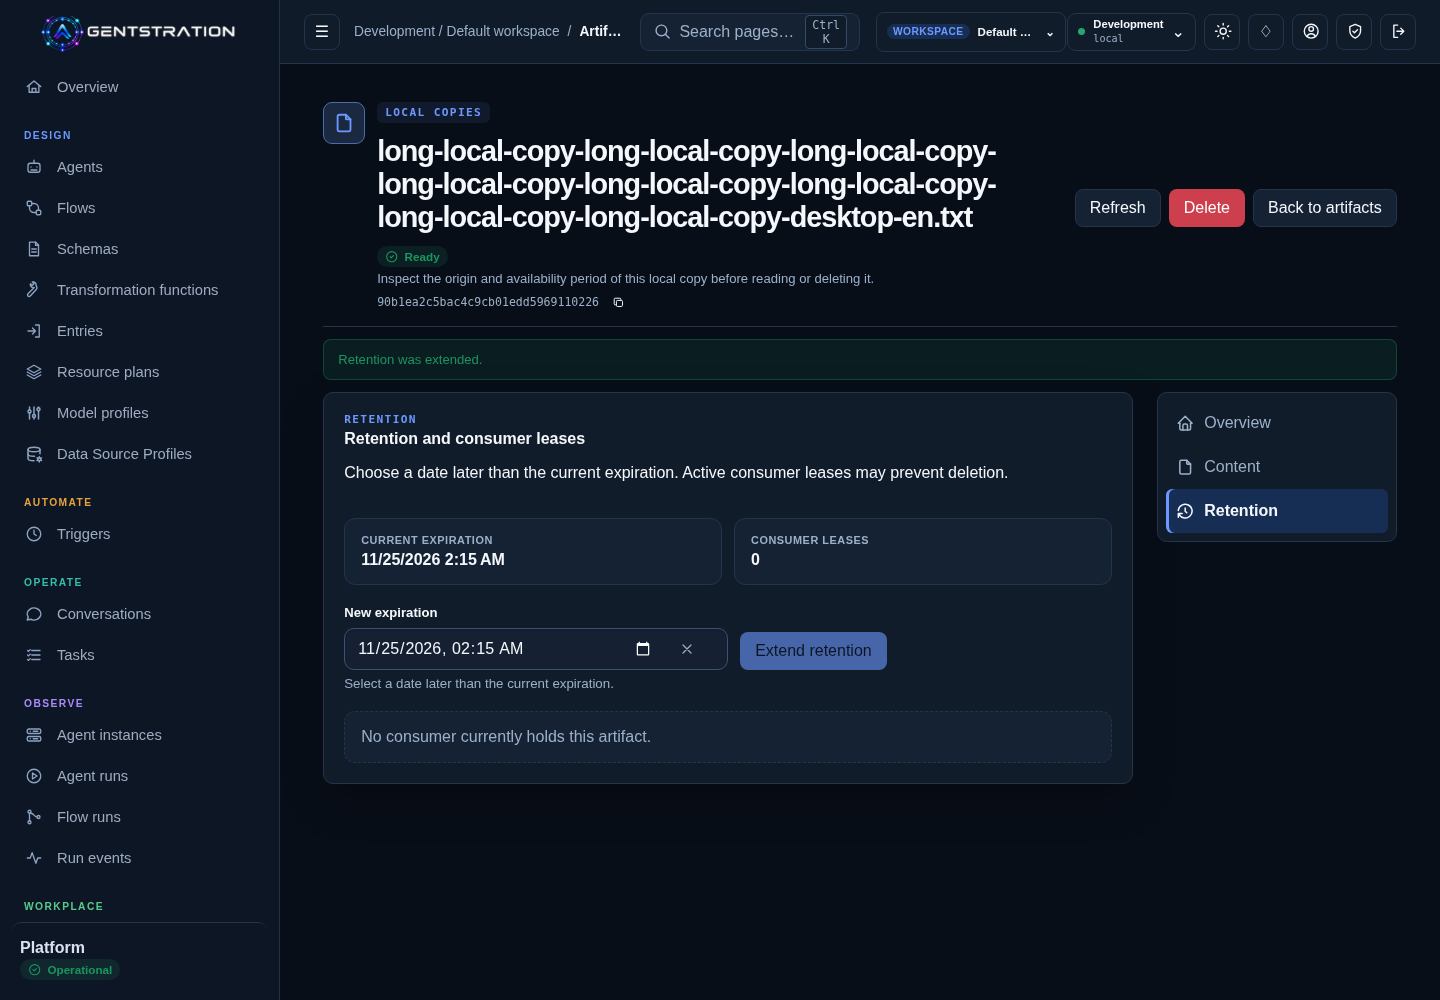 GENTSTRATION
Overview
DESIGN
Agents
Flows
Schemas
Transformation functions
Entries
Resource plans
Model profiles
Data Source Profiles
AUTOMATE
Triggers
OPERATE
Conversations
Tasks
OBSERVE
Agent instances
Agent runs
Flow runs
Run events
WORKPLACE
Platform
Operational
Development / Default workspace / Artif…
Search pages…
Ctrl
K
WORKSPACE Default …
Development
local
LOCAL COPIES
long-local-copy-long-local-copy-long-local-copy-
long-local-copy-long-local-copy-long-local-copy-
long-local-copy-long-local-copy-desktop-en.txt
Ready
Inspect the origin and availability period of this local copy before reading or deleting it.
90b1ea2c5bac4c9cb01edd5969110226
Refresh
Delete
Back to artifacts
Retention was extended.
RETENTION
Retention and consumer leases
Choose a date later than the current expiration. Active consumer leases may prevent deletion.
CURRENT EXPIRATION
11/25/2026 2:15 AM
CONSUMER LEASES
0
New expiration
11/25/2026, 02:15 AM
Extend retention
Select a date later than the current expiration.
No consumer currently holds this artifact.
Overview
Content
Retention